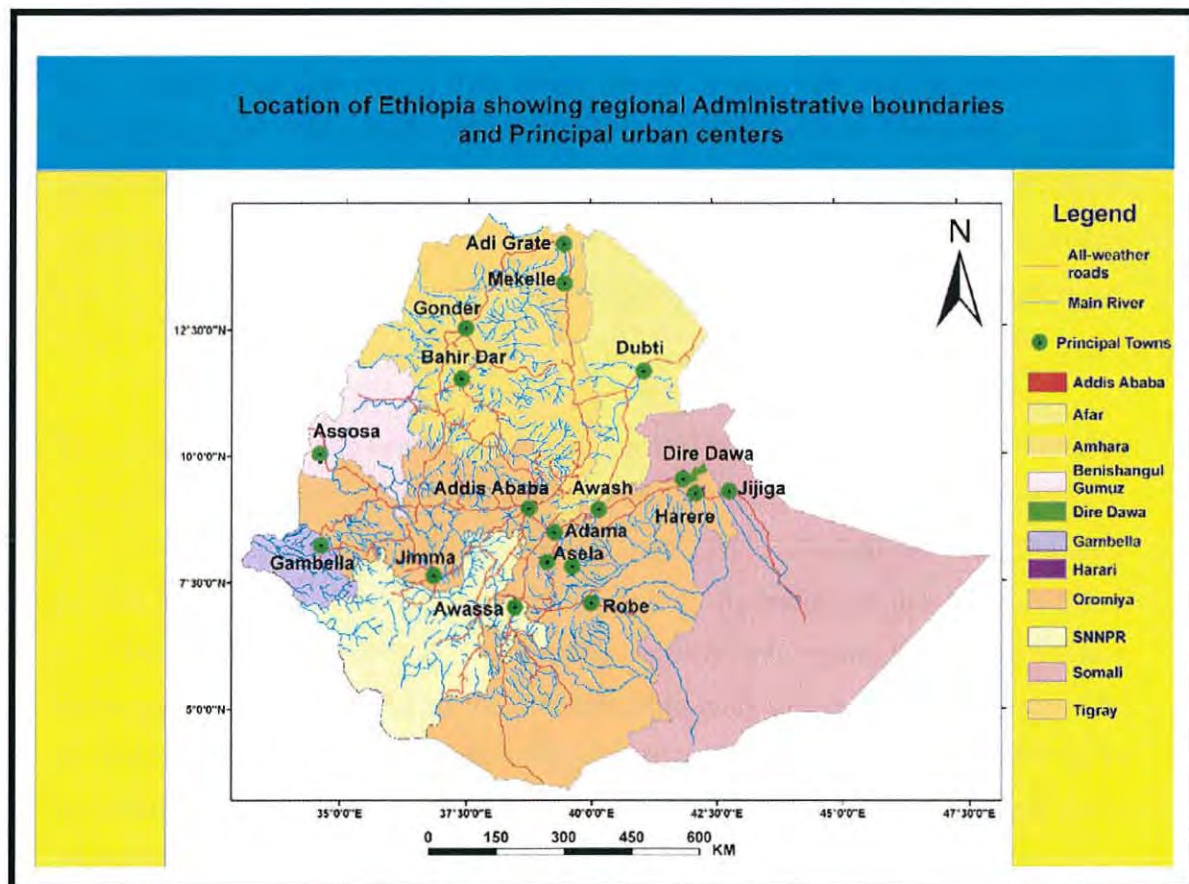 Location of Ethiopia showing regional Administrative boundaries
and Principal urban centers
Legend
All-weather
roads
Main River
Principal Towns
Addis Ababa
Afar
Amhara
Benishangul
Gumuz
Dire Dawa
Gambella
Harari
Oromiya
SNNPR
Somali
Tigray
N
Adi Grate
Mekelle
Gonder
Bahir Dar
Dubti
Assosa
Dire Dawa
Addis Ababa
Awash
Jijiga
Harere
Adama
Gambella
Jimma
Asela
Awassa
Robe
12°30'0"N
10°0'0"N
7°30'0"N
5°0'0"N
35°0'0"E
37°30'0"E
40°0'0"E
42°30'0"E
45°0'0"E
47°30'0"E
0 150 300 450 600
KM